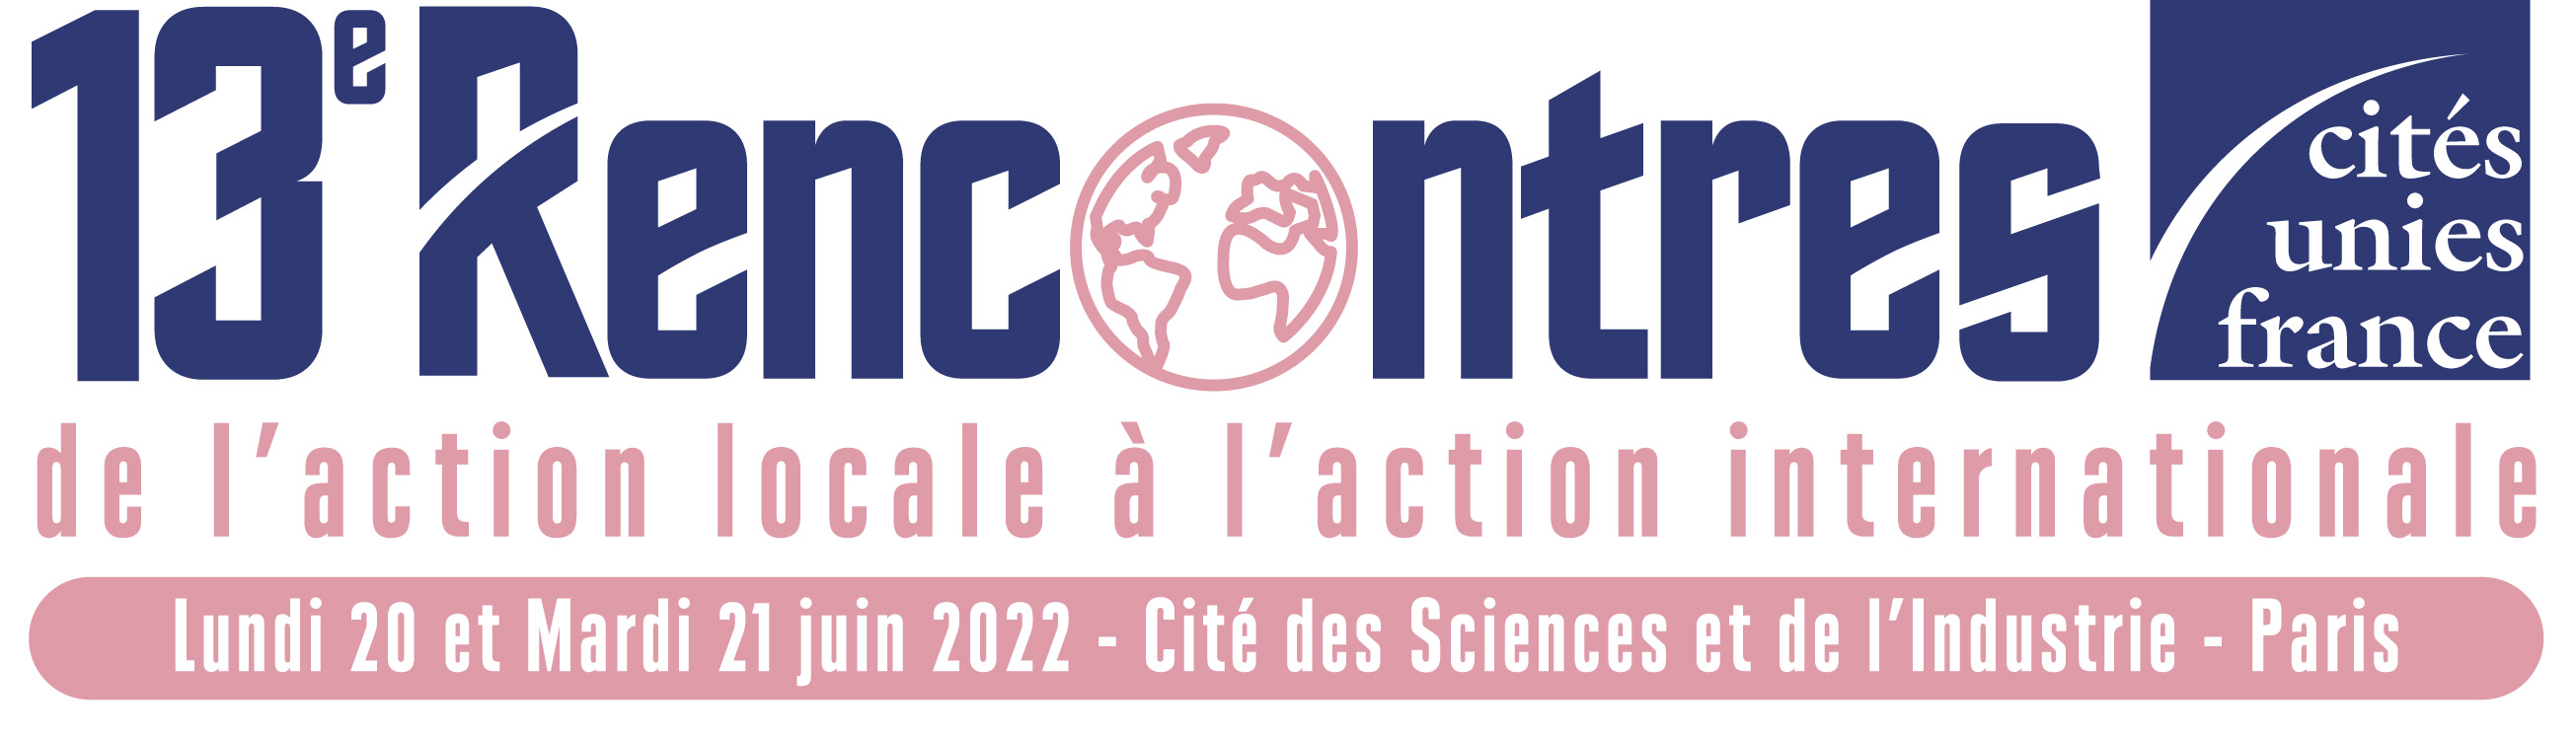 13e Rencontres
cités
unies
france
de l'action locale à l'action internationale
Lundi 20 et Mardi 21 juin 2022 - Cité des Sciences et de l'Industrie - Paris